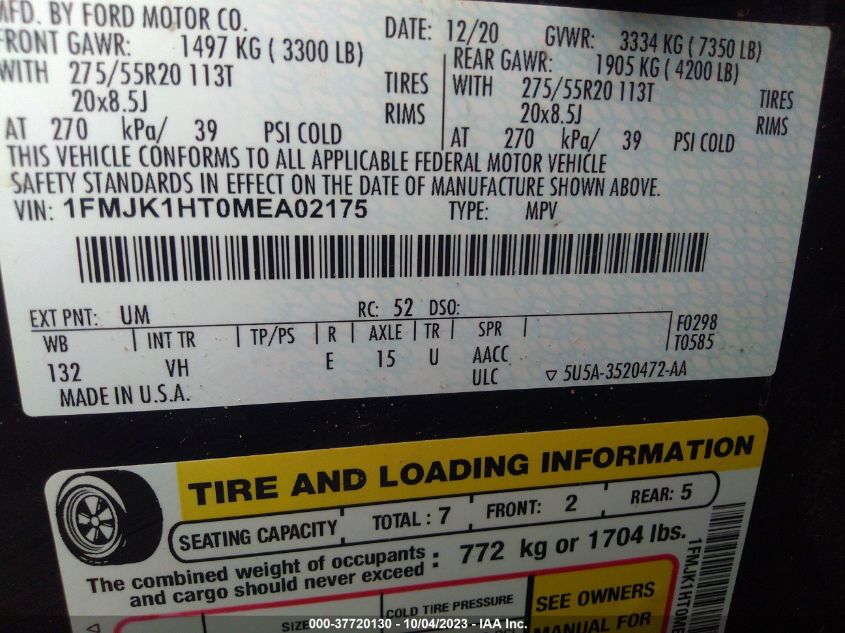 MFD. BY FORD MOTOR CO.
DATE: 12/20 GVWR: 3334 KG ( 7350 LB)
FRONT GAWR: 1497 KG ( 3300 LB) REAR GAWR: 1905 KG ( 4200 LB)
WITH 275/55R20 113T TIRES WITH 275/55R20 113T TIRES
20x8.5J RIMS 20x8.5J RIMS
AT 270 kPa/ 39 PSI COLD AT 270 kPa/ 39 PSI COLD
THIS VEHICLE CONFORMS TO ALL APPLICABLE FEDERAL MOTOR VEHICLE
SAFETY STANDARDS IN EFFECT ON THE DATE OF MANUFACTURE SHOWN ABOVE.
VIN: 1FMJK1HT0MEA02175 TYPE: MPV
EXT PNT: UM RC: 52 DSO:
WB INT TR TP/PS R AXLE TR SPR F0298
132 VH E 15 U AACC T0585
ULC
MADE IN U.S.A. 5U5A-3520472-AA
TIRE AND LOADING INFORMATION
SEATING CAPACITY TOTAL : 7 FRONT: 2 REAR: 5
The combined weight of occupants
and cargo should never exceed : 772 kg or 1704 lbs.
SIZE COLD TIRE PRESSURE SEE OWNERS
MANUAL FOR
000-37720130 - 10/04/2023 - IAA Inc.